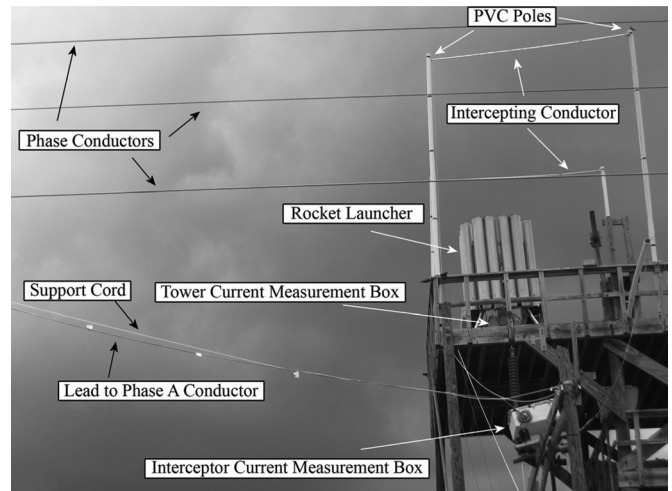 PVC Poles
Intercepting Conductor
Phase Conductors
Rocket Launcher
Support Cord
Tower Current Measurement Box
Lead to Phase A Conductor
Interceptor Current Measurement Box